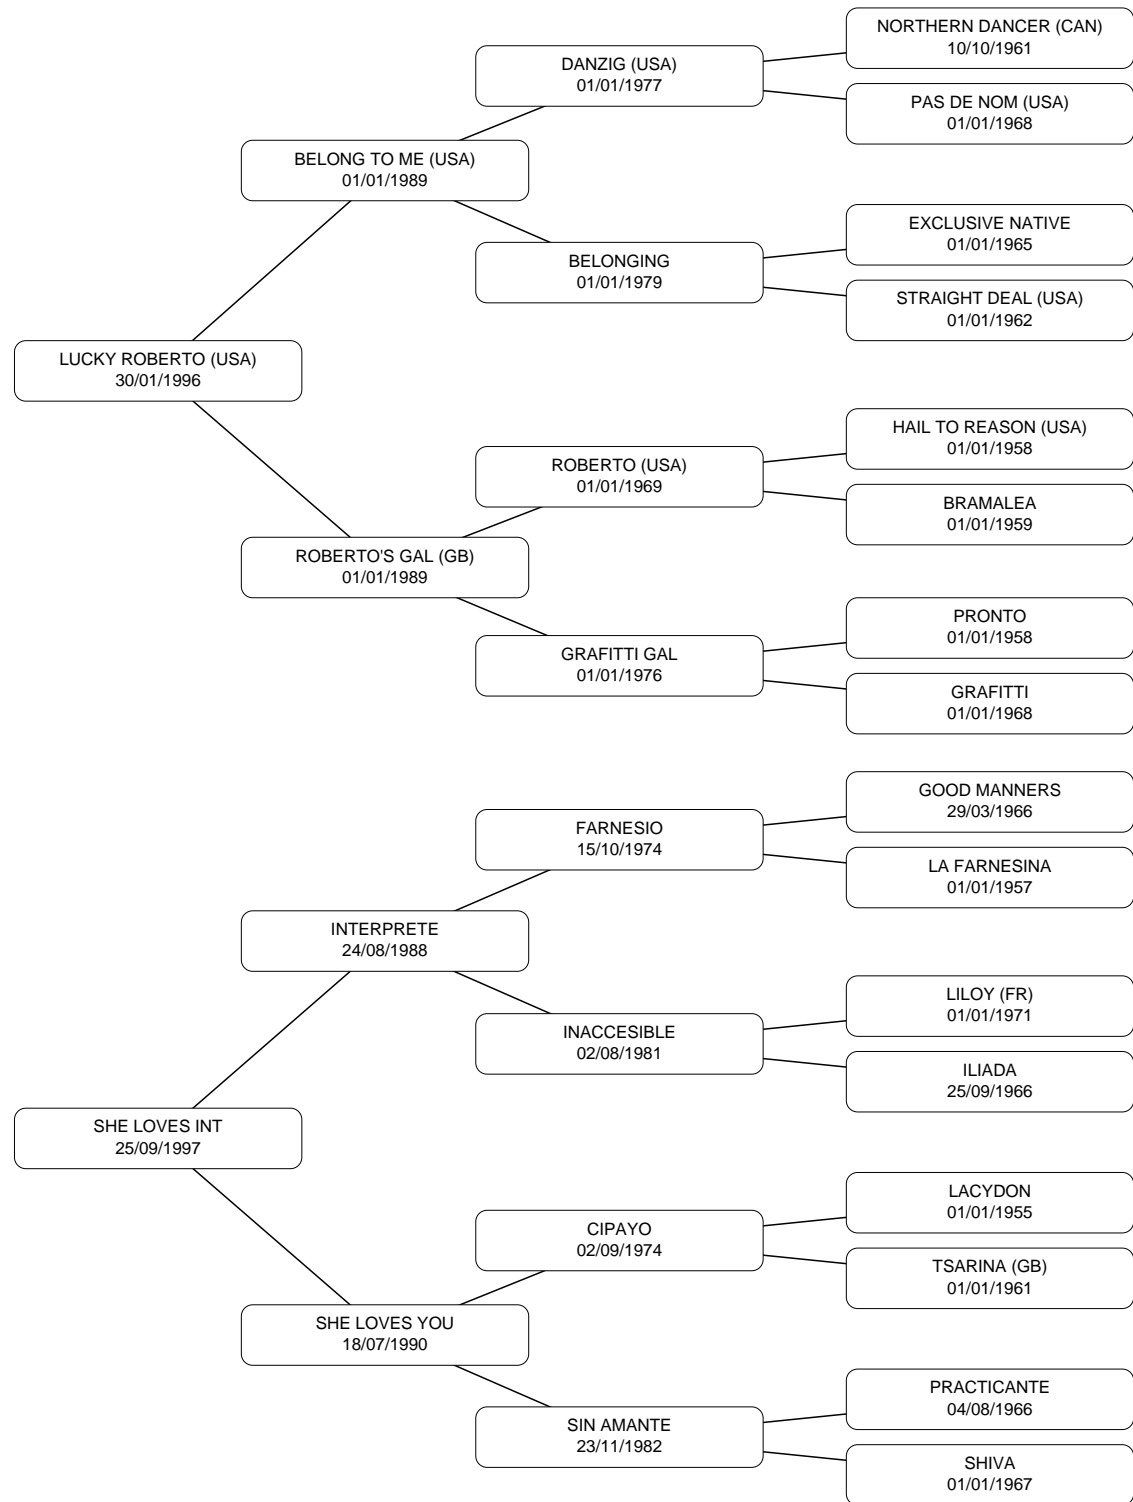 NORTHERN DANCER (CAN)
10/10/1961
DANZIG (USA)
01/01/1977
PAS DE NOM (USA)
01/01/1968
BELONG TO ME (USA)
01/01/1989
EXCLUSIVE NATIVE
01/01/1965
BELONGING
01/01/1979
STRAIGHT DEAL (USA)
01/01/1962
LUCKY ROBERTO (USA)
30/01/1996
HAIL TO REASON (USA)
01/01/1958
ROBERTO (USA)
01/01/1969
BRAMALEA
01/01/1959
ROBERTO'S GAL (GB)
01/01/1989
PRONTO
01/01/1958
GRAFITTI GAL
01/01/1976
GRAFITTI
01/01/1968
GOOD MANNERS
29/03/1966
FARNESIO
15/10/1974
LA FARNESINA
01/01/1957
INTERPRETE
24/08/1988
LILOY (FR)
01/01/1971
INACCESIBLE
02/08/1981
ILIADA
25/09/1966
SHE LOVES INT
25/09/1997
LACYDON
01/01/1955
CIPAYO
02/09/1974
TSARINA (GB)
01/01/1961
SHE LOVES YOU
18/07/1990
PRACTICANTE
04/08/1966
SIN AMANTE
23/11/1982
SHIVA
01/01/1967